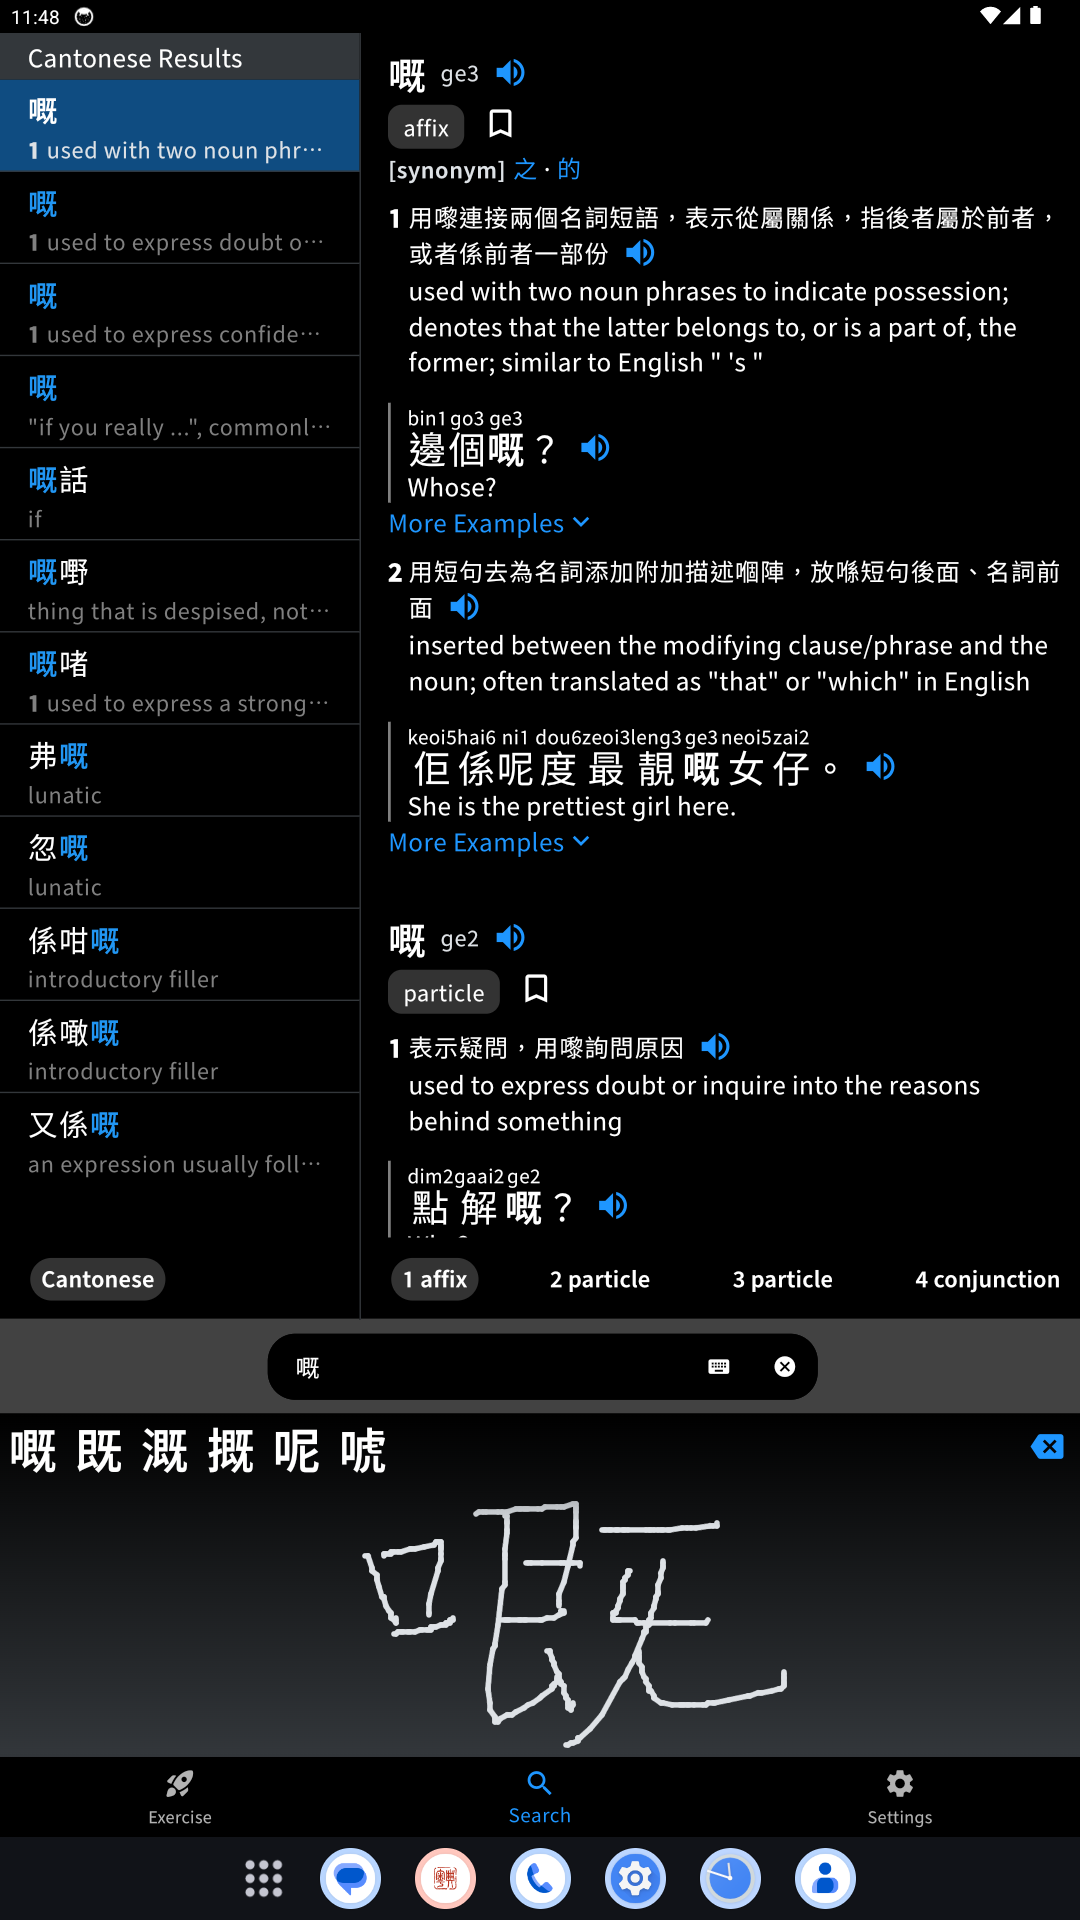 11:48
Cantonese Results
嘅
1 used with two noun phr···
嘅
1 used to express doubt o···
嘅
1 used to express confide···
嘅
"if you really ...", commonl···
嘅話
if
嘅嘢
thing that is despised, not···
嘅啫
1 used to express a strong···
弗嘅
lunatic
忽嘅
lunatic
係咁嘅
introductory filler
係噉嘅
introductory filler
又係嘅
an expression usually foll···
Cantonese
嘅 ge3
affix
[synonym] 之 · 的
1 用嚟連接兩個名詞短語，表示從屬關係，指後者屬於前者，
或者係前者一部份
used with two noun phrases to indicate possession;
denotes that the latter belongs to, or is a part of, the
former; similar to English " 's "
bin1 go3 ge3
邊個嘅？
Whose?
More Examples
2 用短句去為名詞添加附加描述嗰陣，放喺短句後面、名詞前
面
inserted between the modifying clause/phrase and the
noun; often translated as "that" or "which" in English
keoi5 hai6 ni1 dou6 zeoi3 leng3 ge3 neoi5 zai2
佢係呢度最靚嘅女仔。
She is the prettiest girl here.
More Examples
嘅 ge2
particle
1 表示疑問，用嚟詢問原因
used to express doubt or inquire into the reasons
behind something
dim2 gaai2 ge2
點解嘅？
1 affix
2 particle
3 particle
4 conjunction
嘅
嘅 既 溉 摡 呢 唬
嘅
Exercise
Search
Settings